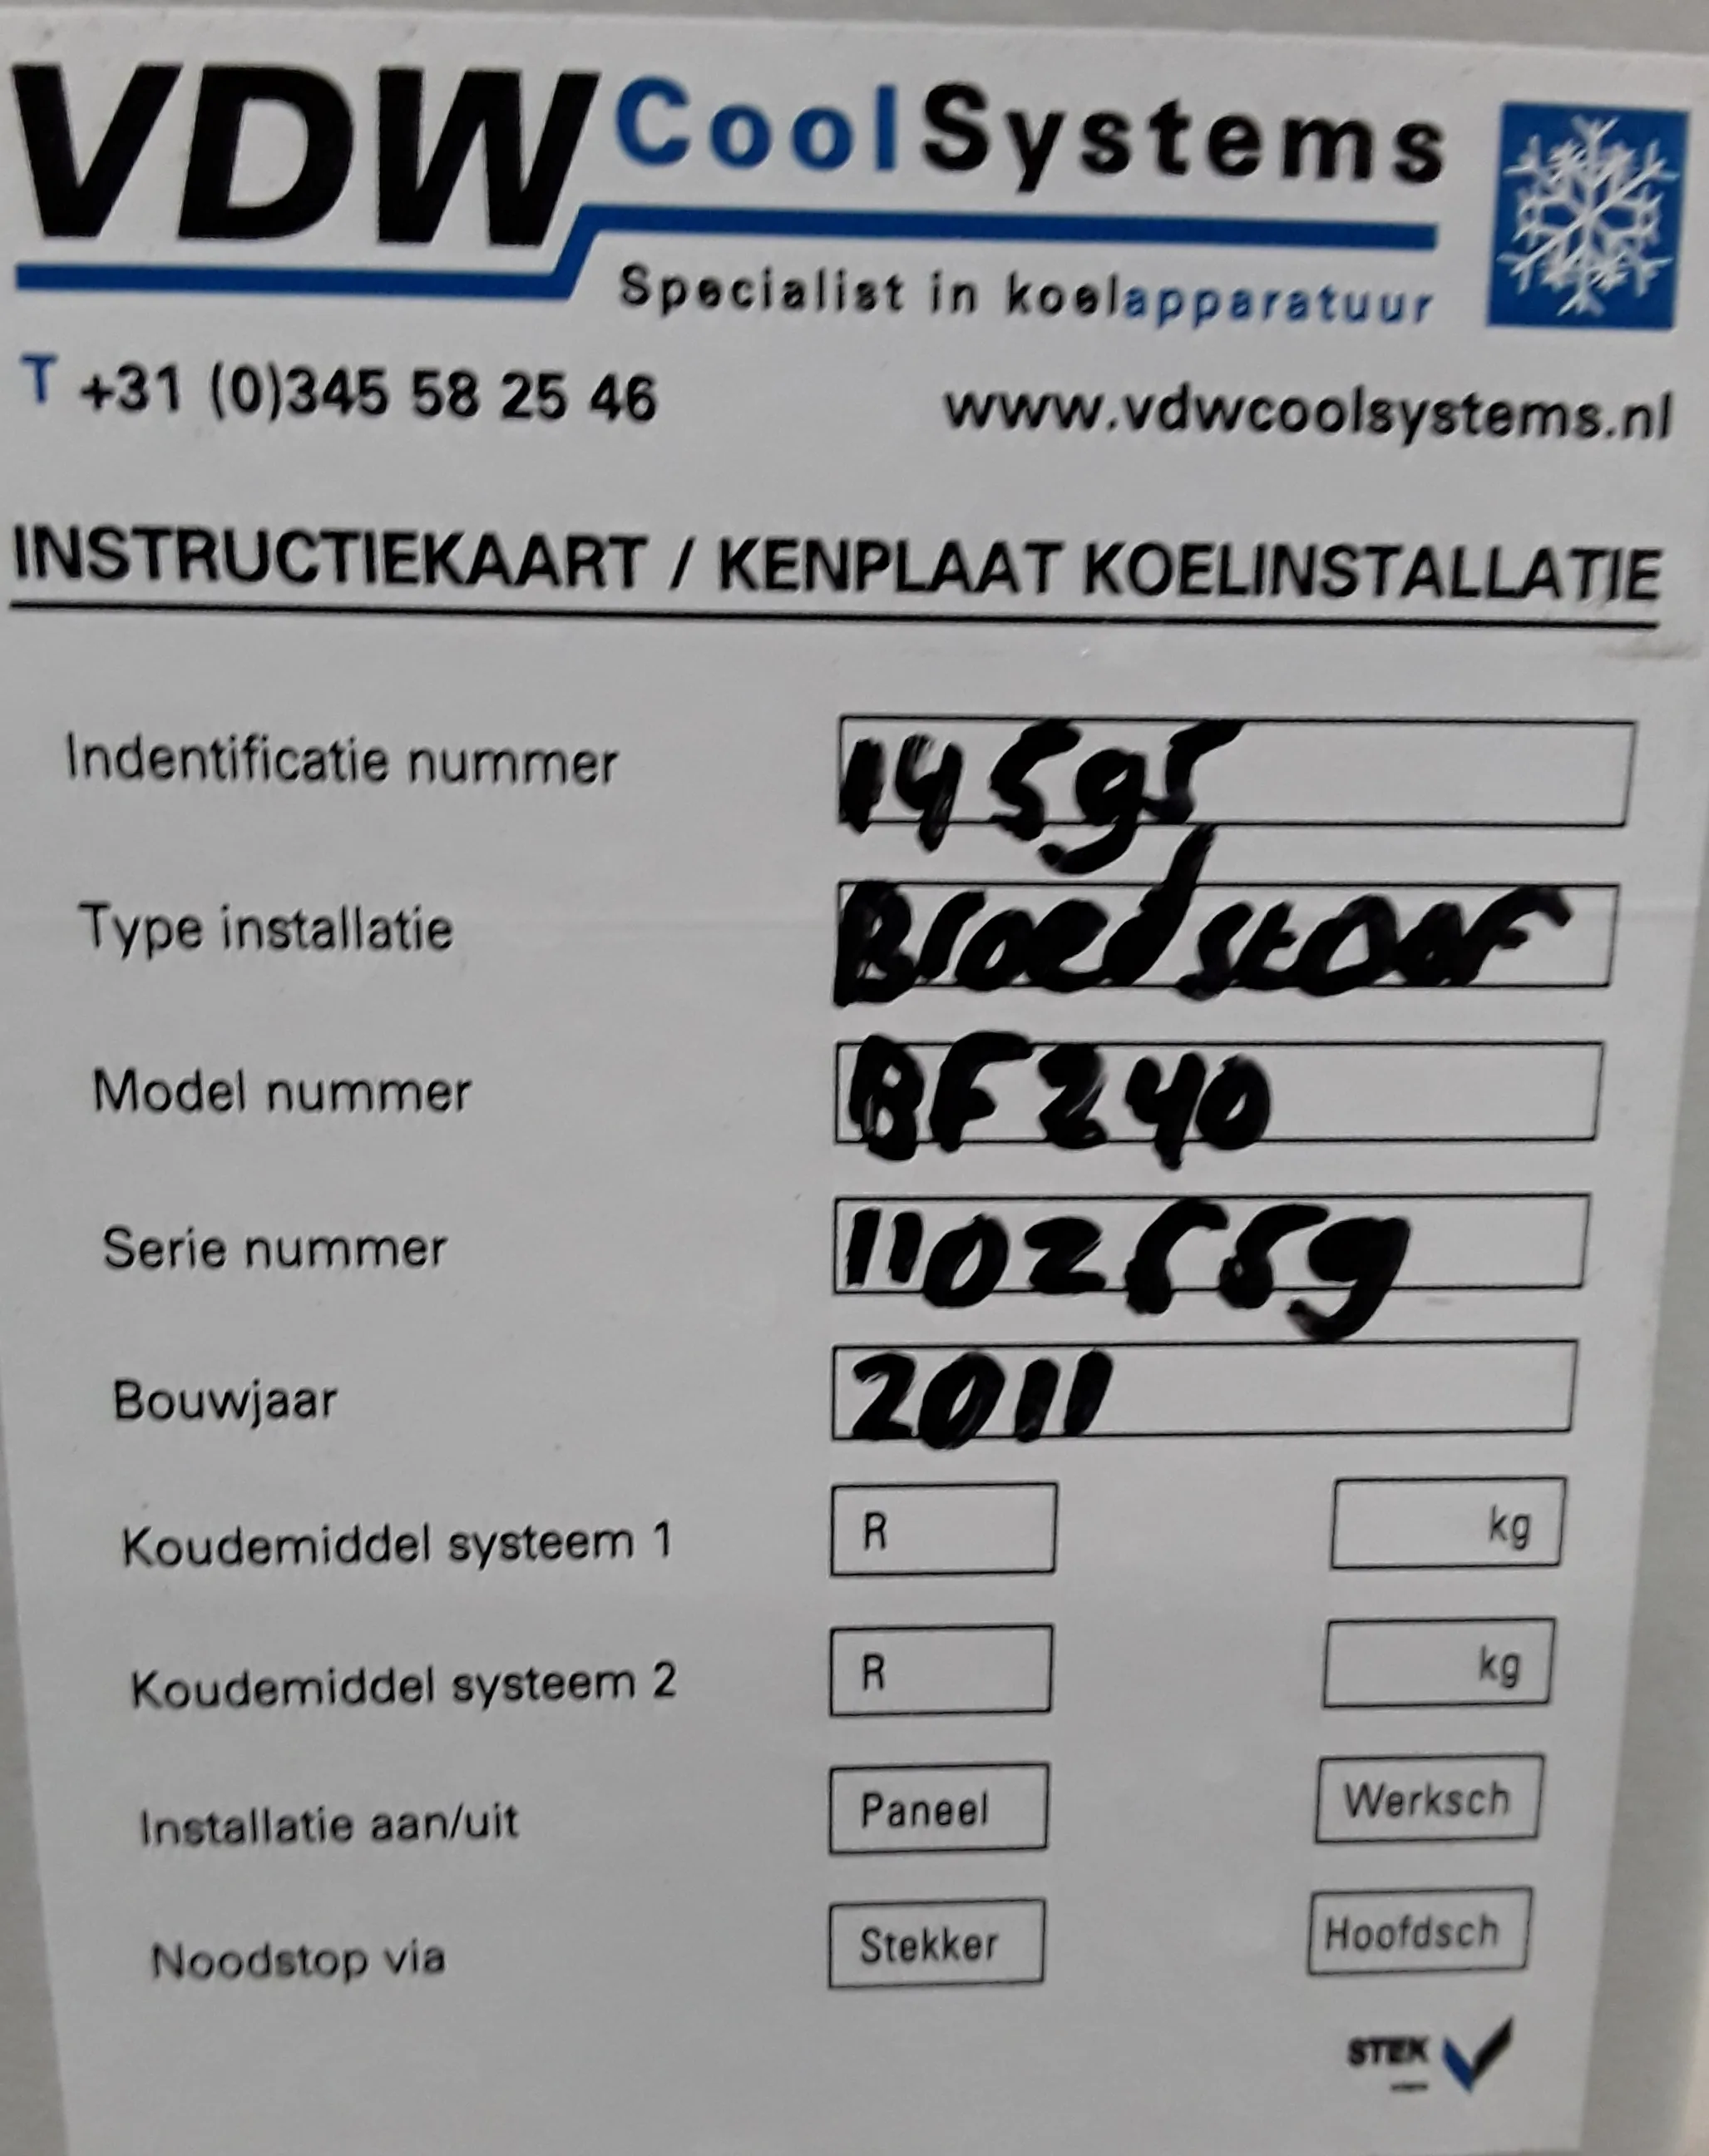 VDW CoolSystems
Specialist in koelapparatuur
T +31 (0)345 58 25 46 www.vdwcoolsystems.nl
INSTRUCTIEKAART / KENPLAAT KOELINSTALLATIE
Indentificatie nummer 14595
Type installatie Broedstoof
Model nummer BF240
Serie nummer 1102559
Bouwjaar 2011
Koudemiddel systeem 1 R kg
Koudemiddel systeem 2 R kg
Installatie aan/uit Paneel Werksch
Noodstop via Stekker Hoofdsch
STEK